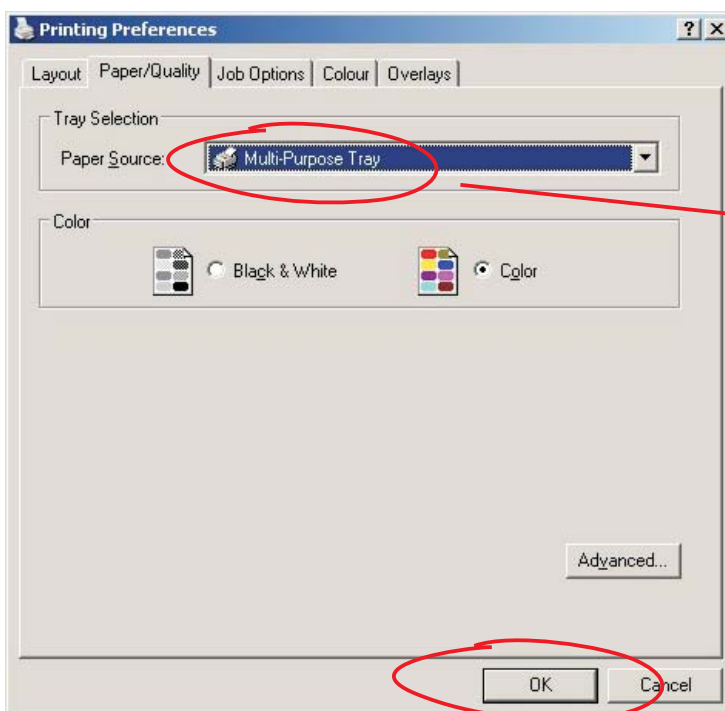 Printing Preferences
Layout Paper/Quality Job Options Colour Overlays
Tray Selection
Paper Source: Multi-Purpose Tray
Color
Black & White Color
Advanced...
OK Cancel